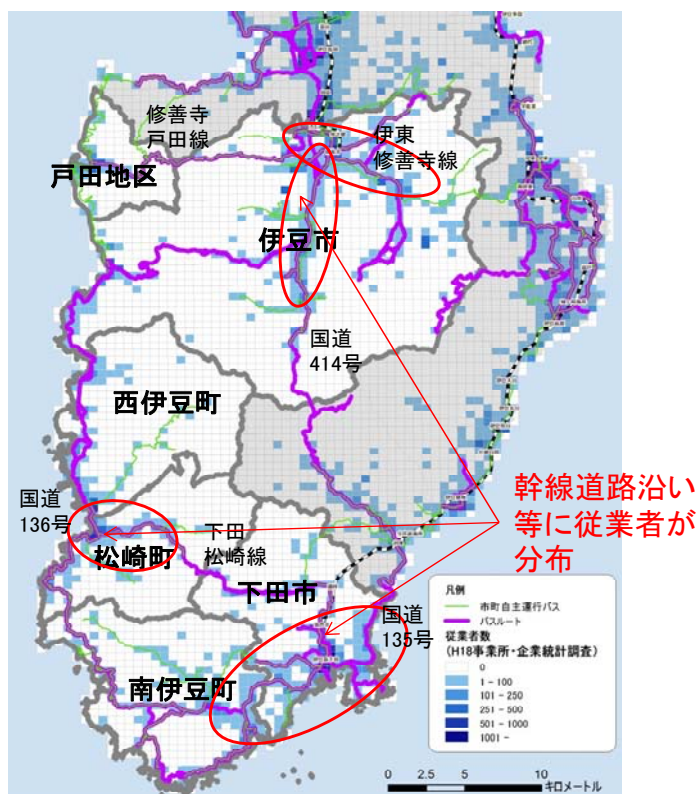 修善寺
戸田線
伊東
修善寺線
戸田地区
伊豆市
国道
414号
西伊豆町
国道
136号
松崎町
下田
松崎線
下田市
国道
135号
南伊豆町
幹線道路沿い
等に従業者が
分布
凡例
市町自主運行バス
バスルート
従業者数
(H18事業所・企業統計調査)
0
1 - 100
101 - 250
251 - 500
501 - 1000
1001 -
0 2.5 5 10
キロメートル